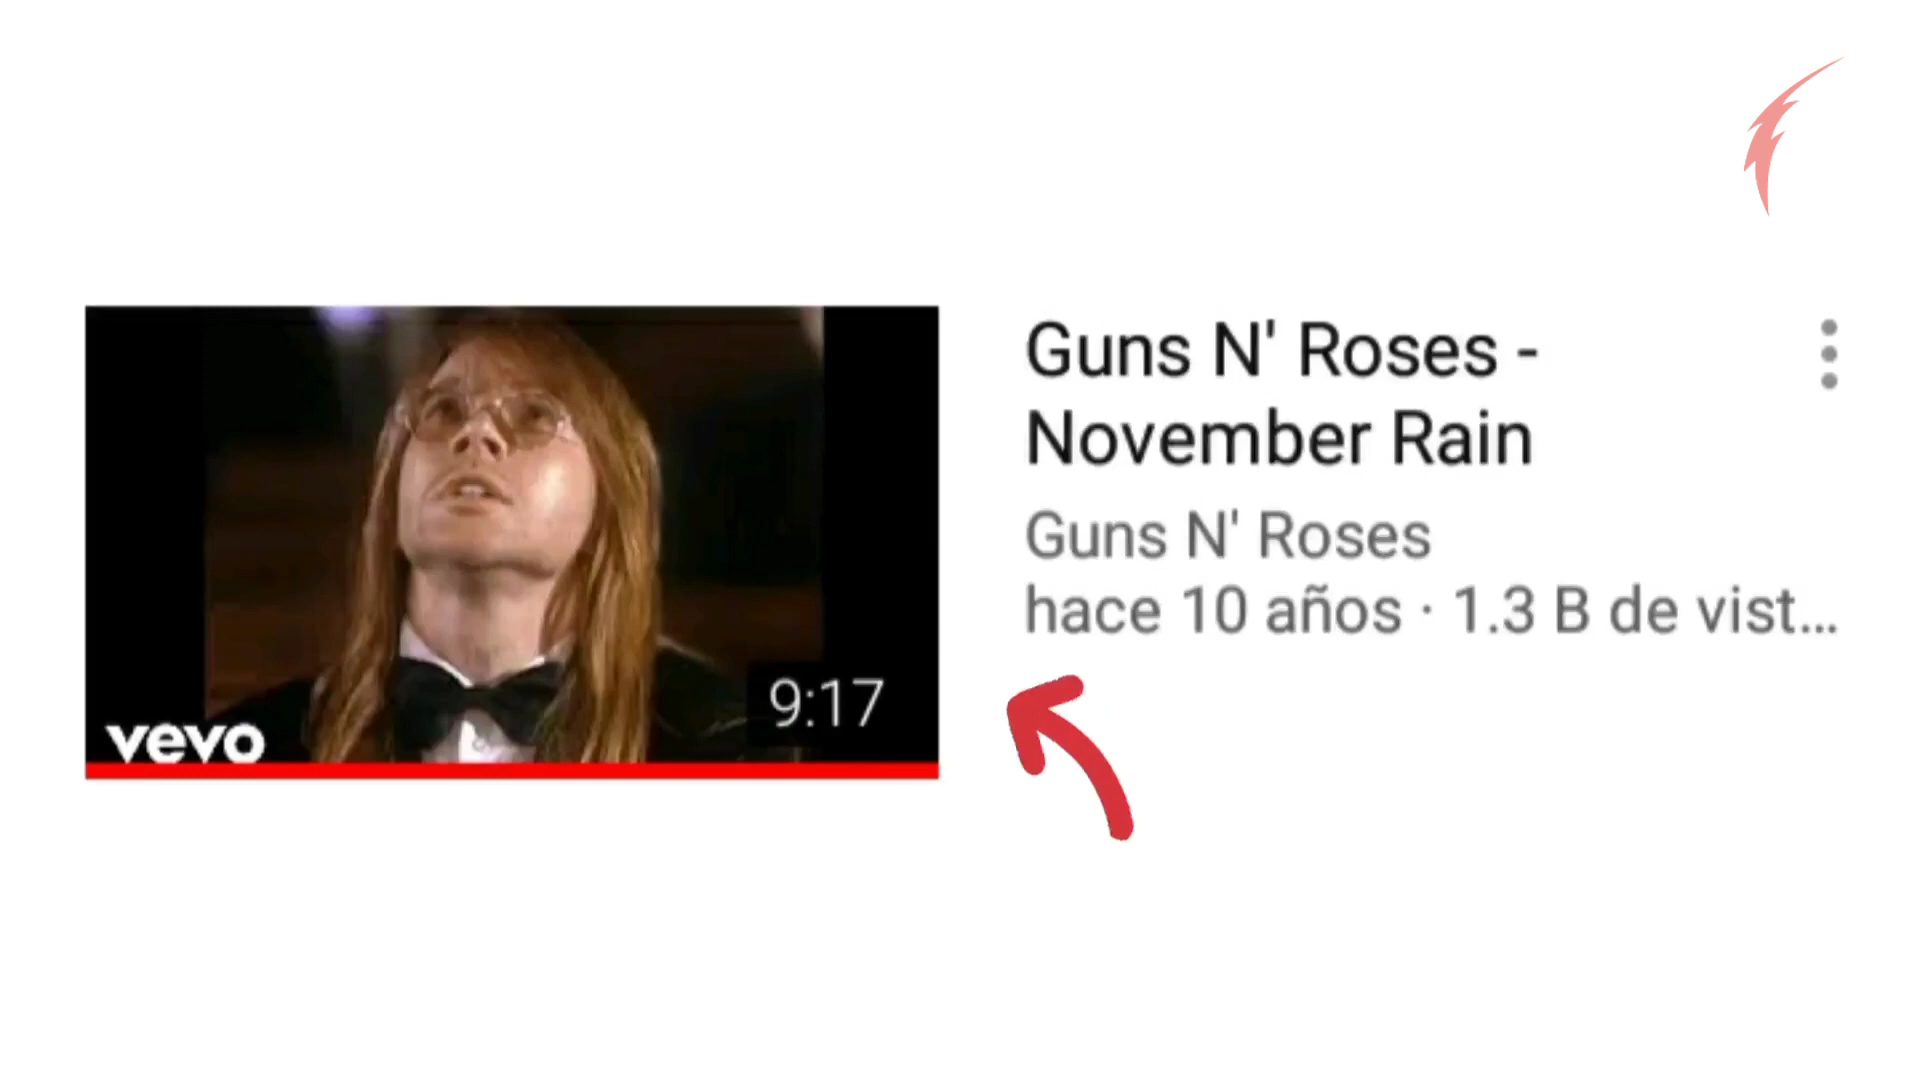 Guns N' Roses -
November Rain
Guns N' Roses
hace 10 años · 1.3 B de vist...
9:17
vevo